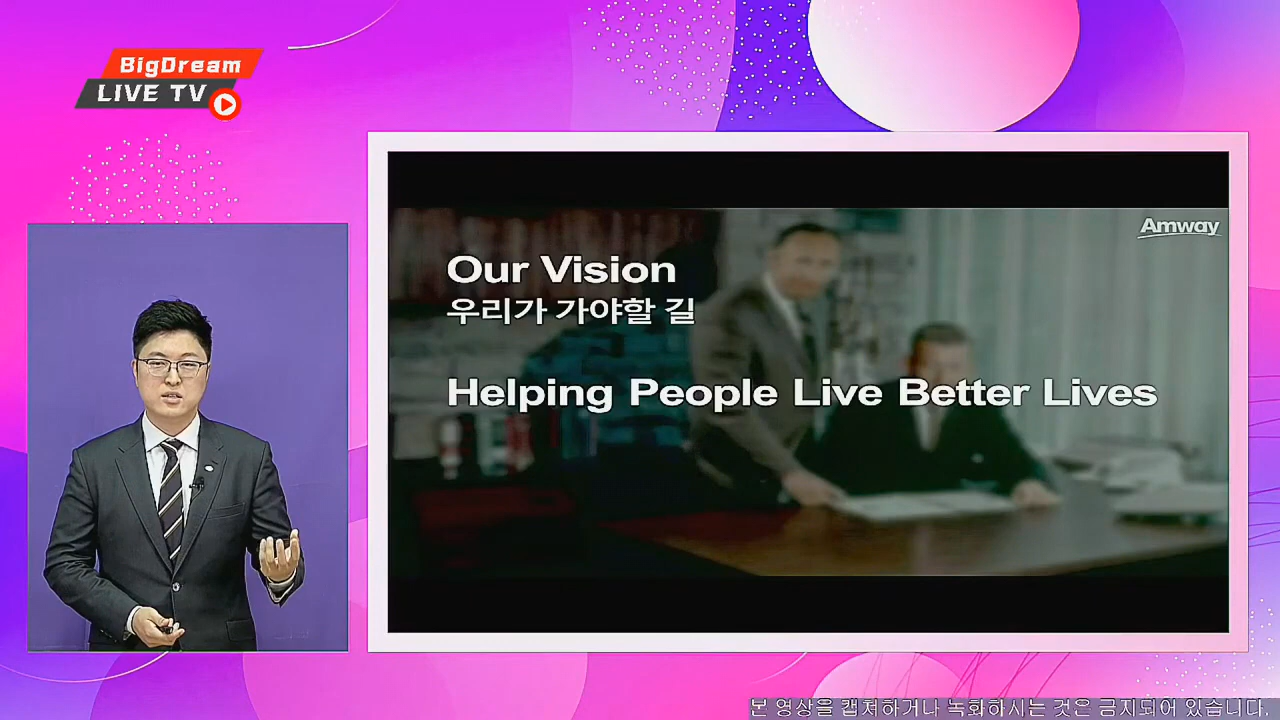 BigDream
LIVE TV
Amway
Our Vision
우리가 가야할 길
Helping People Live Better Lives
본 영상을 캡쳐하거나 녹화하시는 것은 금지되어 있습니다.